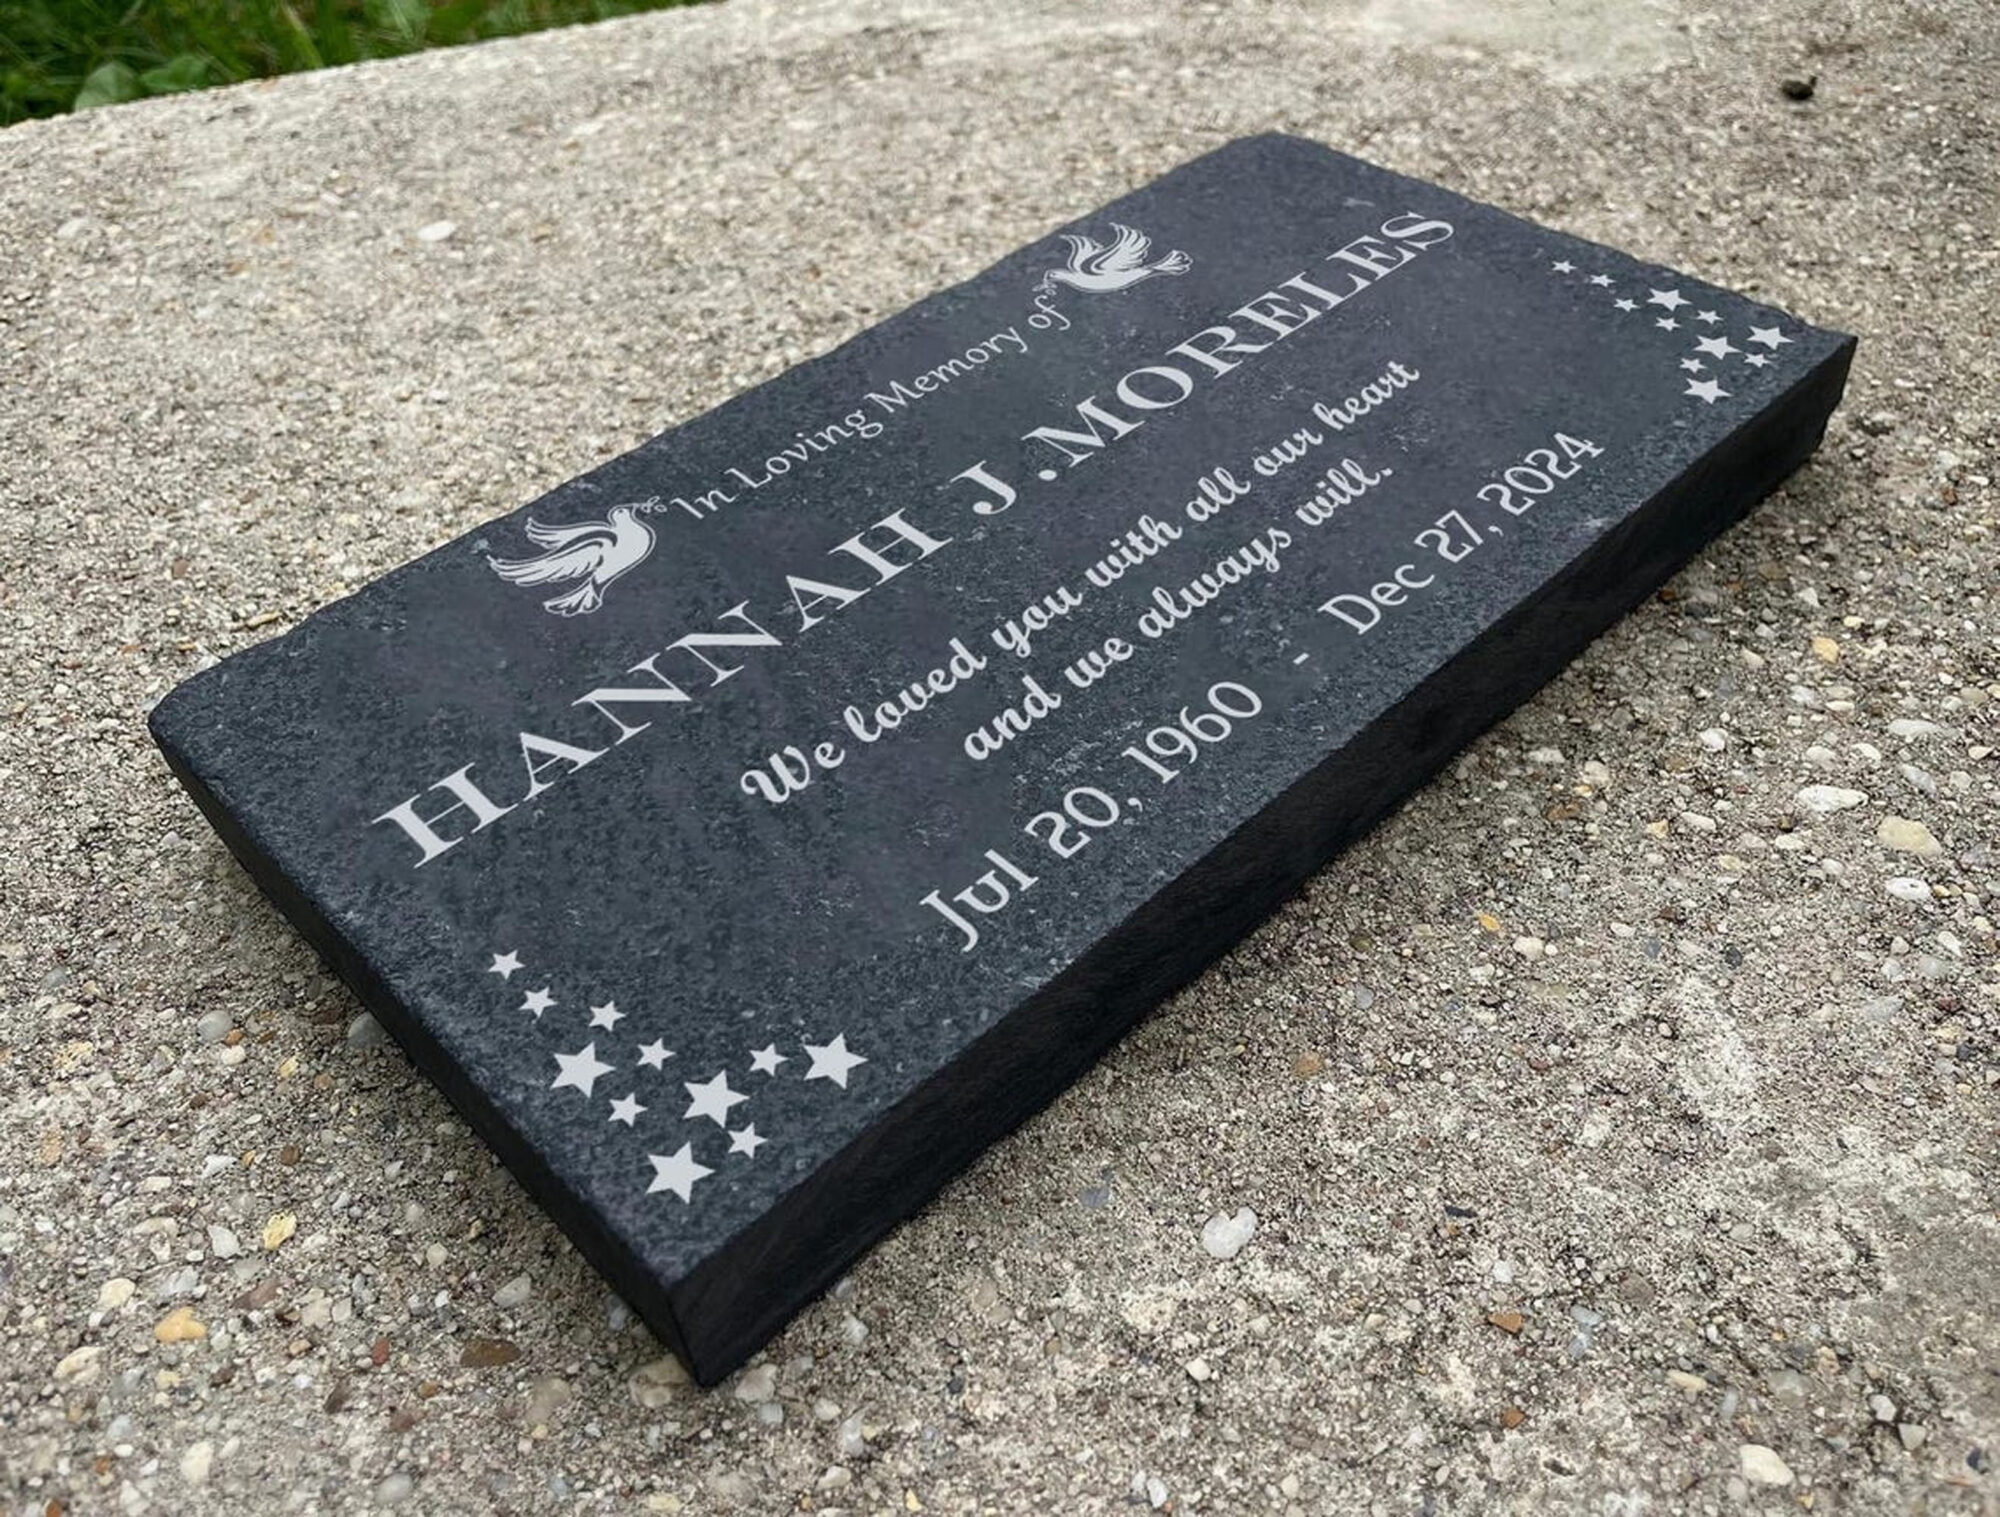 In Loving Memory of
HANNAH J.MORELES
We loved you with all our heart
and we always will.
Jul 20, 1960 - Dec 27, 2024